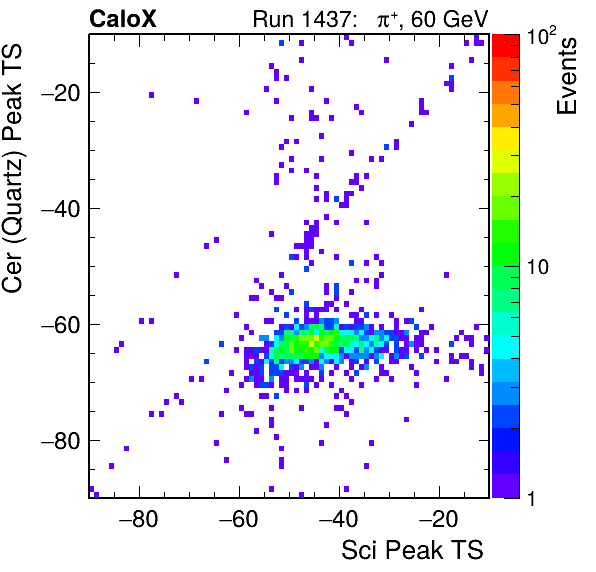 CaloX Run 1437: π⁺, 60 GeV
10²
Events
Cer (Quartz) Peak TS
−20
−40
10
−60
−80
1
−80 −60 −40 −20
Sci Peak TS